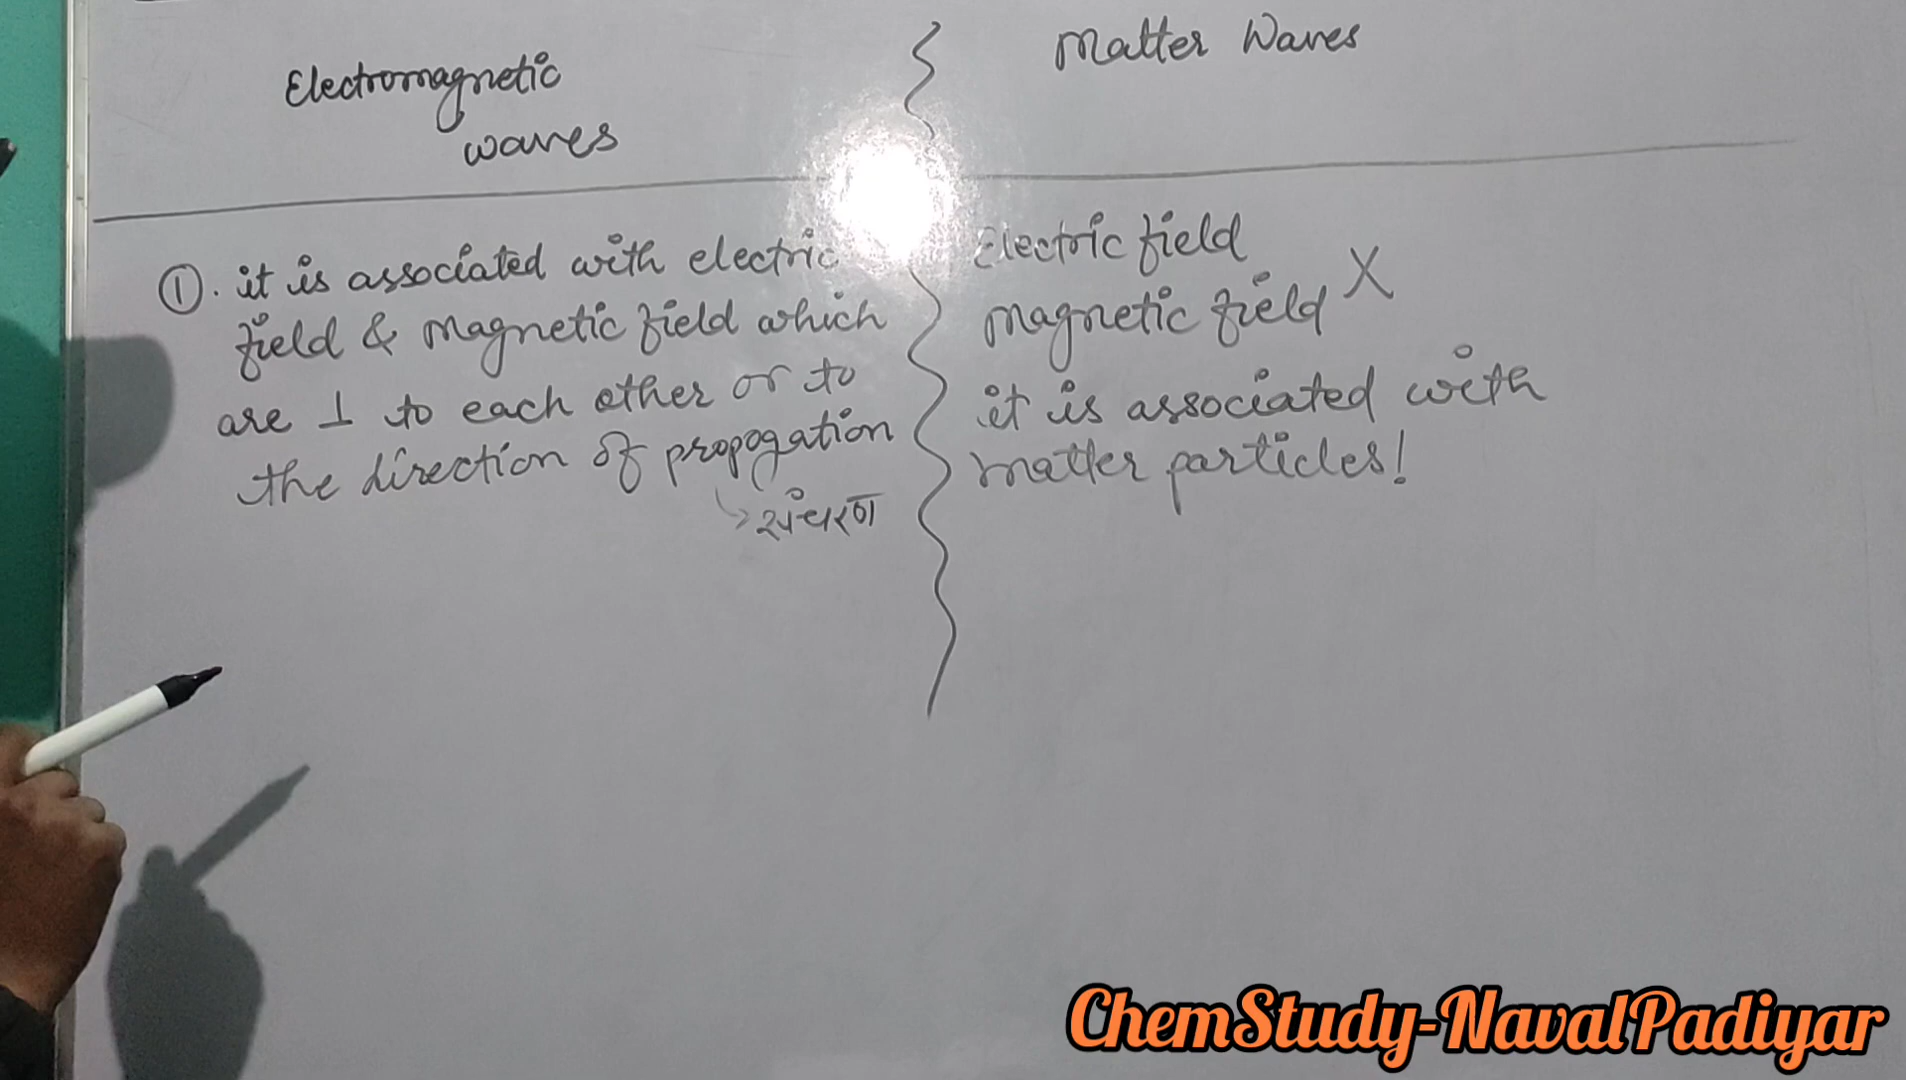 Electromagnetic
waves
Matter Waves
①. it is associated with electric
field & Magnetic field which
are ⊥ to each other or to
the direction of propogation
→ संचरण
Electric field
Magnetic field X
it is associated with
matter particles!
ChemStudy-NavalPadiyar